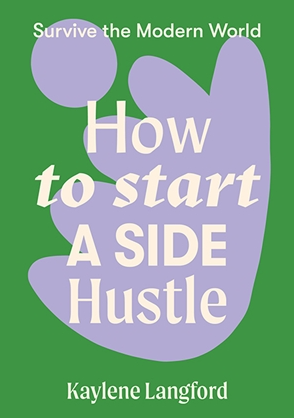 Survive the Modern World
How
to start
A SIDE
Hustle
Kaylene Langford